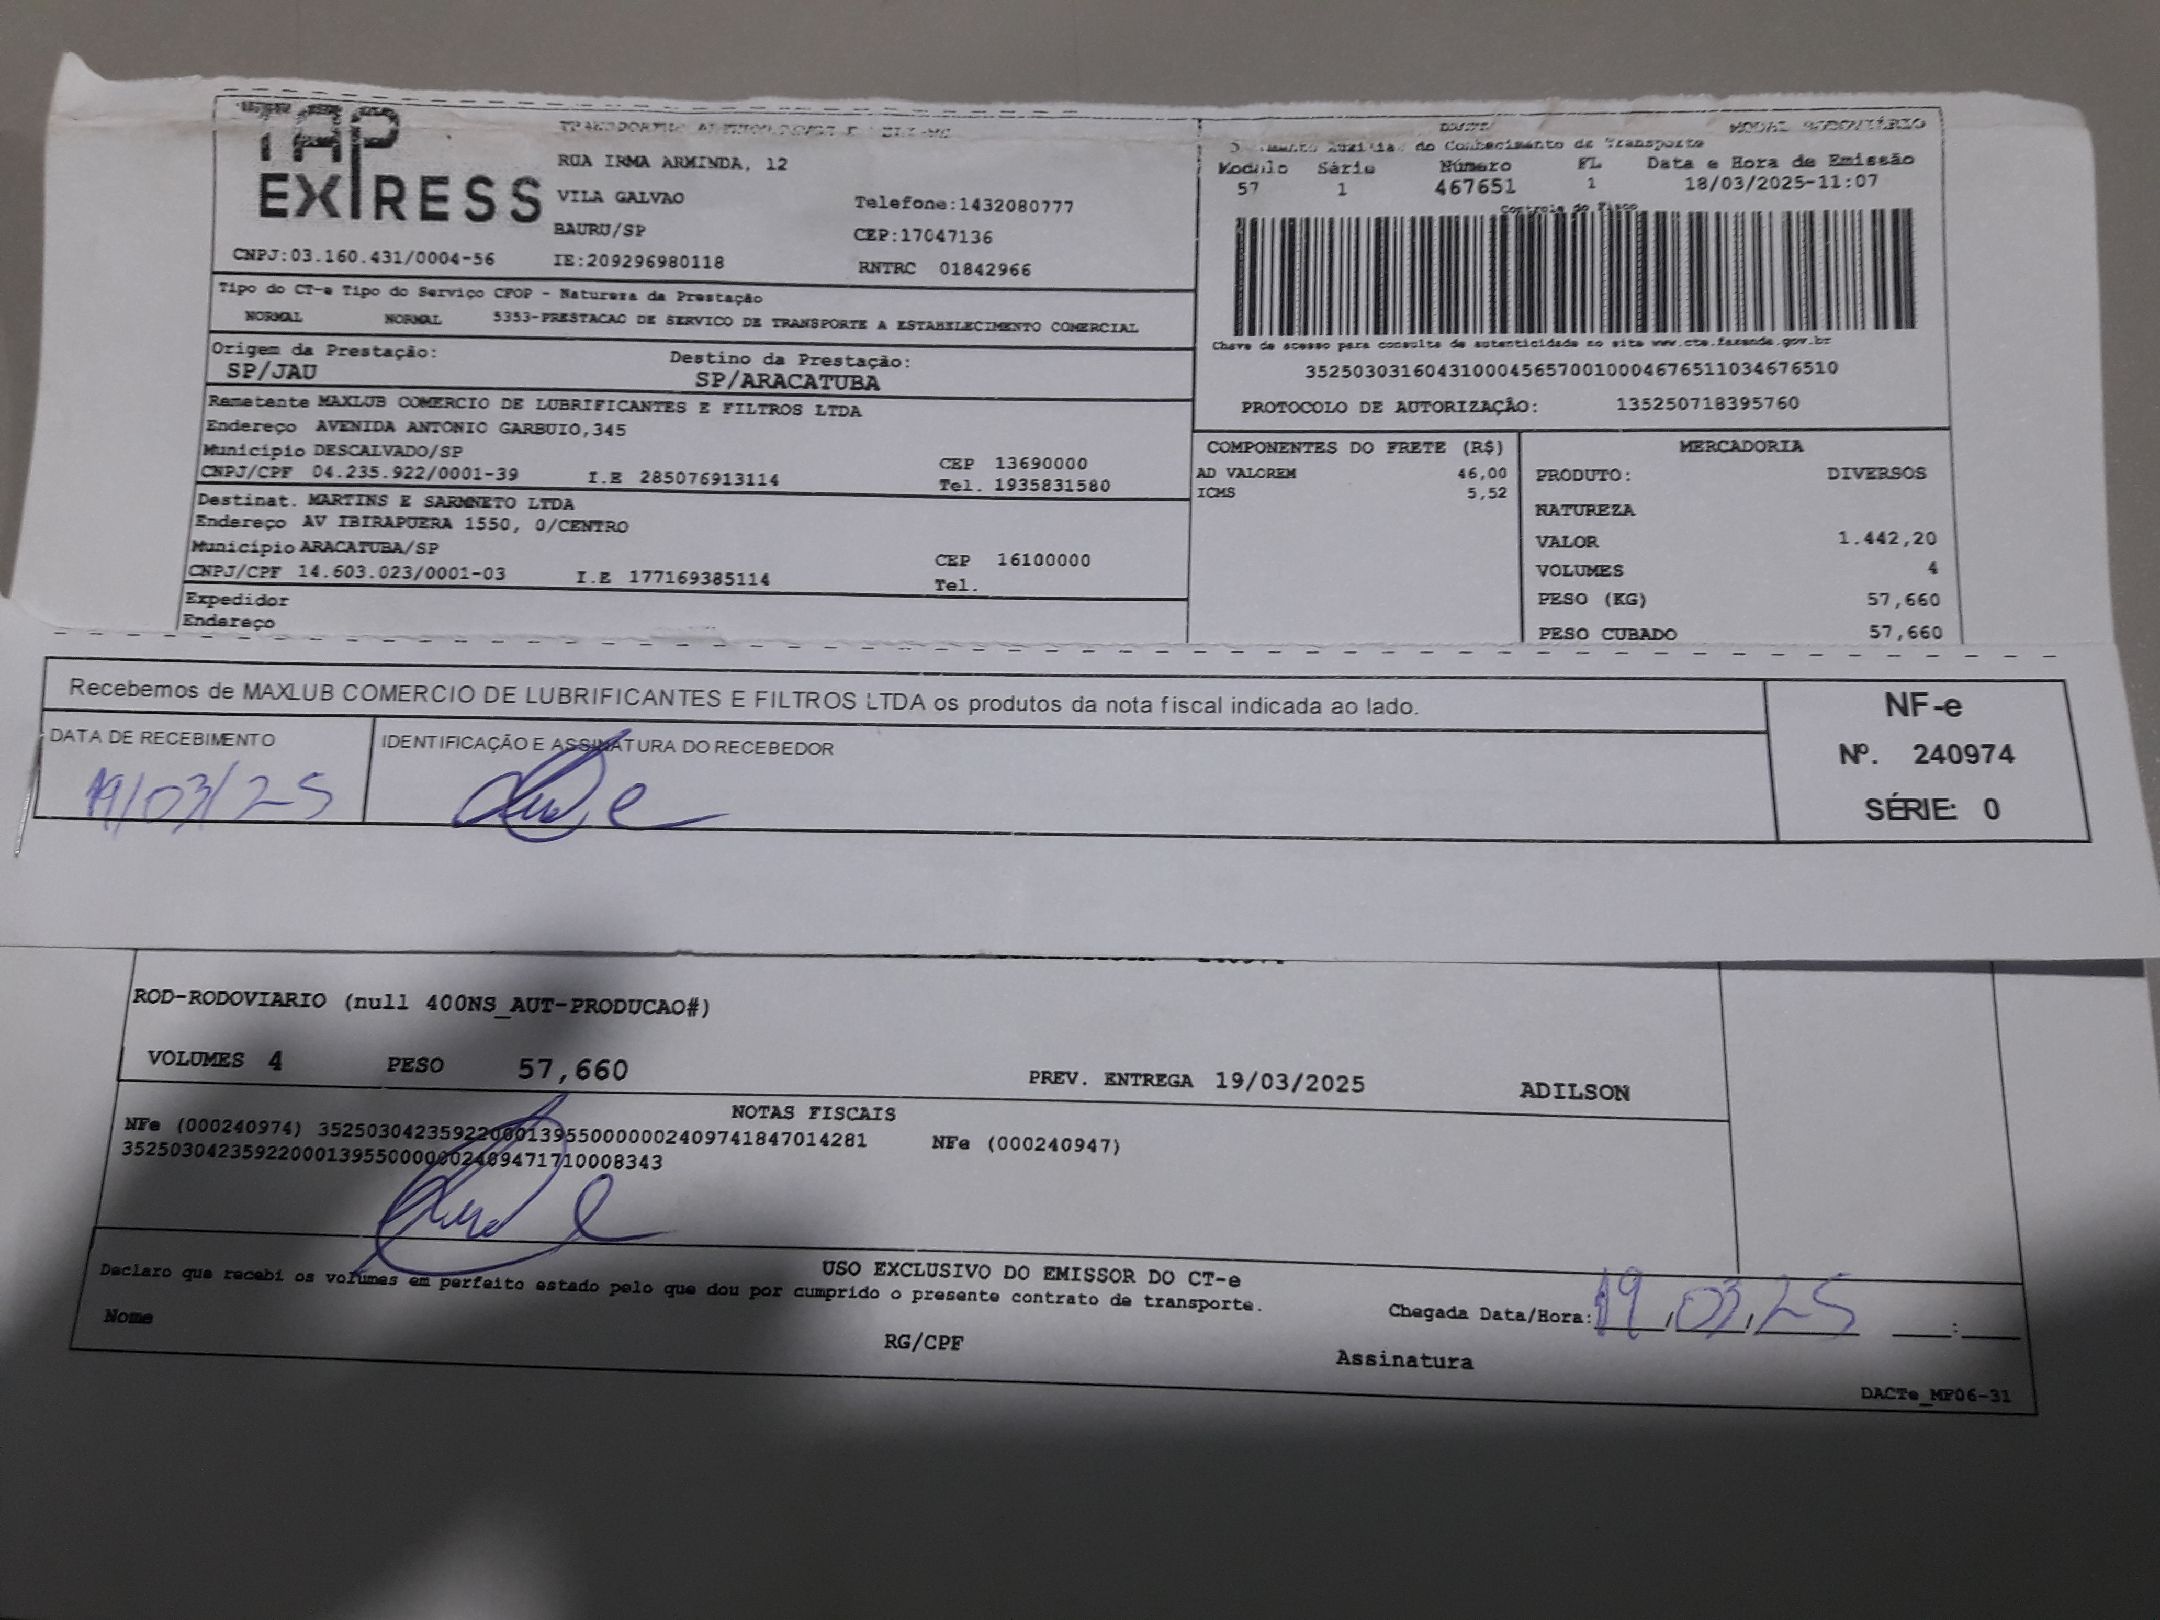 TAP EXPRESS
RUA IRMA ARMINDA, 12
VILA GALVAO
Telefone:1432080777
BAURU/SP
CEP:17047136
CNPJ:03.160.431/0004-56
IE:209296980118
RNTRC 01842966
MODAL RODOVIÁRIO
Auxiliar do Conhecimento de Transporte
Modulo Série Número FL Data e Hora de Emissão
57 1 467651 1 18/03/2025-11:07
Controle do Fisco
Chave de acesso para consulta de autenticidade no site www.cte.fazenda.gov.br
35250303160431000456570010004676511034676510
PROTOCOLO DE AUTORIZAÇÃO: 135250718395760
Tipo do CT-e Tipo do Serviço CFOP - Natureza da Prestação
NORMAL NORMAL 5353-PRESTACAO DE SERVICO DE TRANSPORTE A ESTABELECIMENTO COMERCIAL
Origem da Prestação: Destino da Prestação:
SP/JAU SP/ARACATUBA
Remetente MAXLUB COMERCIO DE LUBRIFICANTES E FILTROS LTDA
Endereço AVENIDA ANTONIO GARBUIO,345
Município DESCALVADO/SP CEP 13690000
CNPJ/CPF 04.235.922/0001-39 I.E 285076913114 Tel. 1935831580
Destinat. MARTINS E SARMNETO LTDA
Endereço AV IBIRAPUERA 1550, 0/CENTRO
Município ARACATUBA/SP CEP 16100000
CNPJ/CPF 14.603.023/0001-03 I.E 177169385114 Tel.
Expedidor
Endereço
COMPONENTES DO FRETE (R$)
AD VALOREM 46,00
ICMS 5,52
MERCADORIA
PRODUTO: DIVERSOS
NATUREZA
VALOR 1.442,20
VOLUMES 4
PESO (KG) 57,660
PESO CUBADO 57,660
Recebemos de MAXLUB COMERCIO DE LUBRIFICANTES E FILTROS LTDA os produtos da nota fiscal indicada ao lado.
DATA DE RECEBIMENTO
19/03/25
IDENTIFICAÇÃO E ASSINATURA DO RECEBEDOR
NF-e
Nº. 240974
SÉRIE: 0
ROD-RODOVIARIO (null 400NS_AUT-PRODUCAO#)
VOLUMES 4 PESO 57,660 PREV. ENTREGA 19/03/2025 ADILSON
NOTAS FISCAIS
NFe (000240974) 35250304235922000139550000002409741847014281 NFe (000240947)
35250304235922000139550000002409471710008343
USO EXCLUSIVO DO EMISSOR DO CT-e
Declaro que recebi os volumes em perfeito estado pelo que dou por cumprido o presente contrato de transporte.
Chegada Data/Hora: 19/03/25 __:__
Nome RG/CPF Assinatura
DACTe_MF06-31